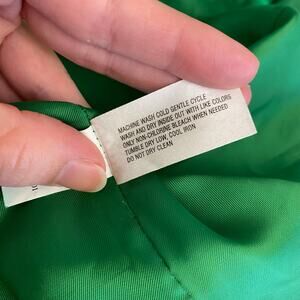 MACHINE WASH COLD GENTLE CYCLE
WASH AND DRY INSIDE OUT WITH LIKE COLORS
ONLY NON-CHLORINE BLEACH WHEN NEEDED
TUMBLE DRY LOW, COOL IRON
DO NOT DRY CLEAN